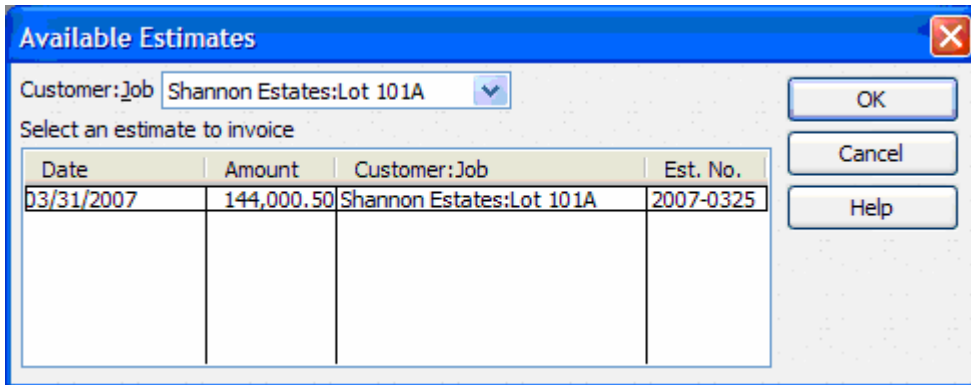 Available Estimates
Customer:Job Shannon Estates:Lot 101A
OK
Select an estimate to invoice
Cancel
Date Amount Customer:Job Est. No.
03/31/2007 144,000.50 Shannon Estates:Lot 101A 2007-0325
Help